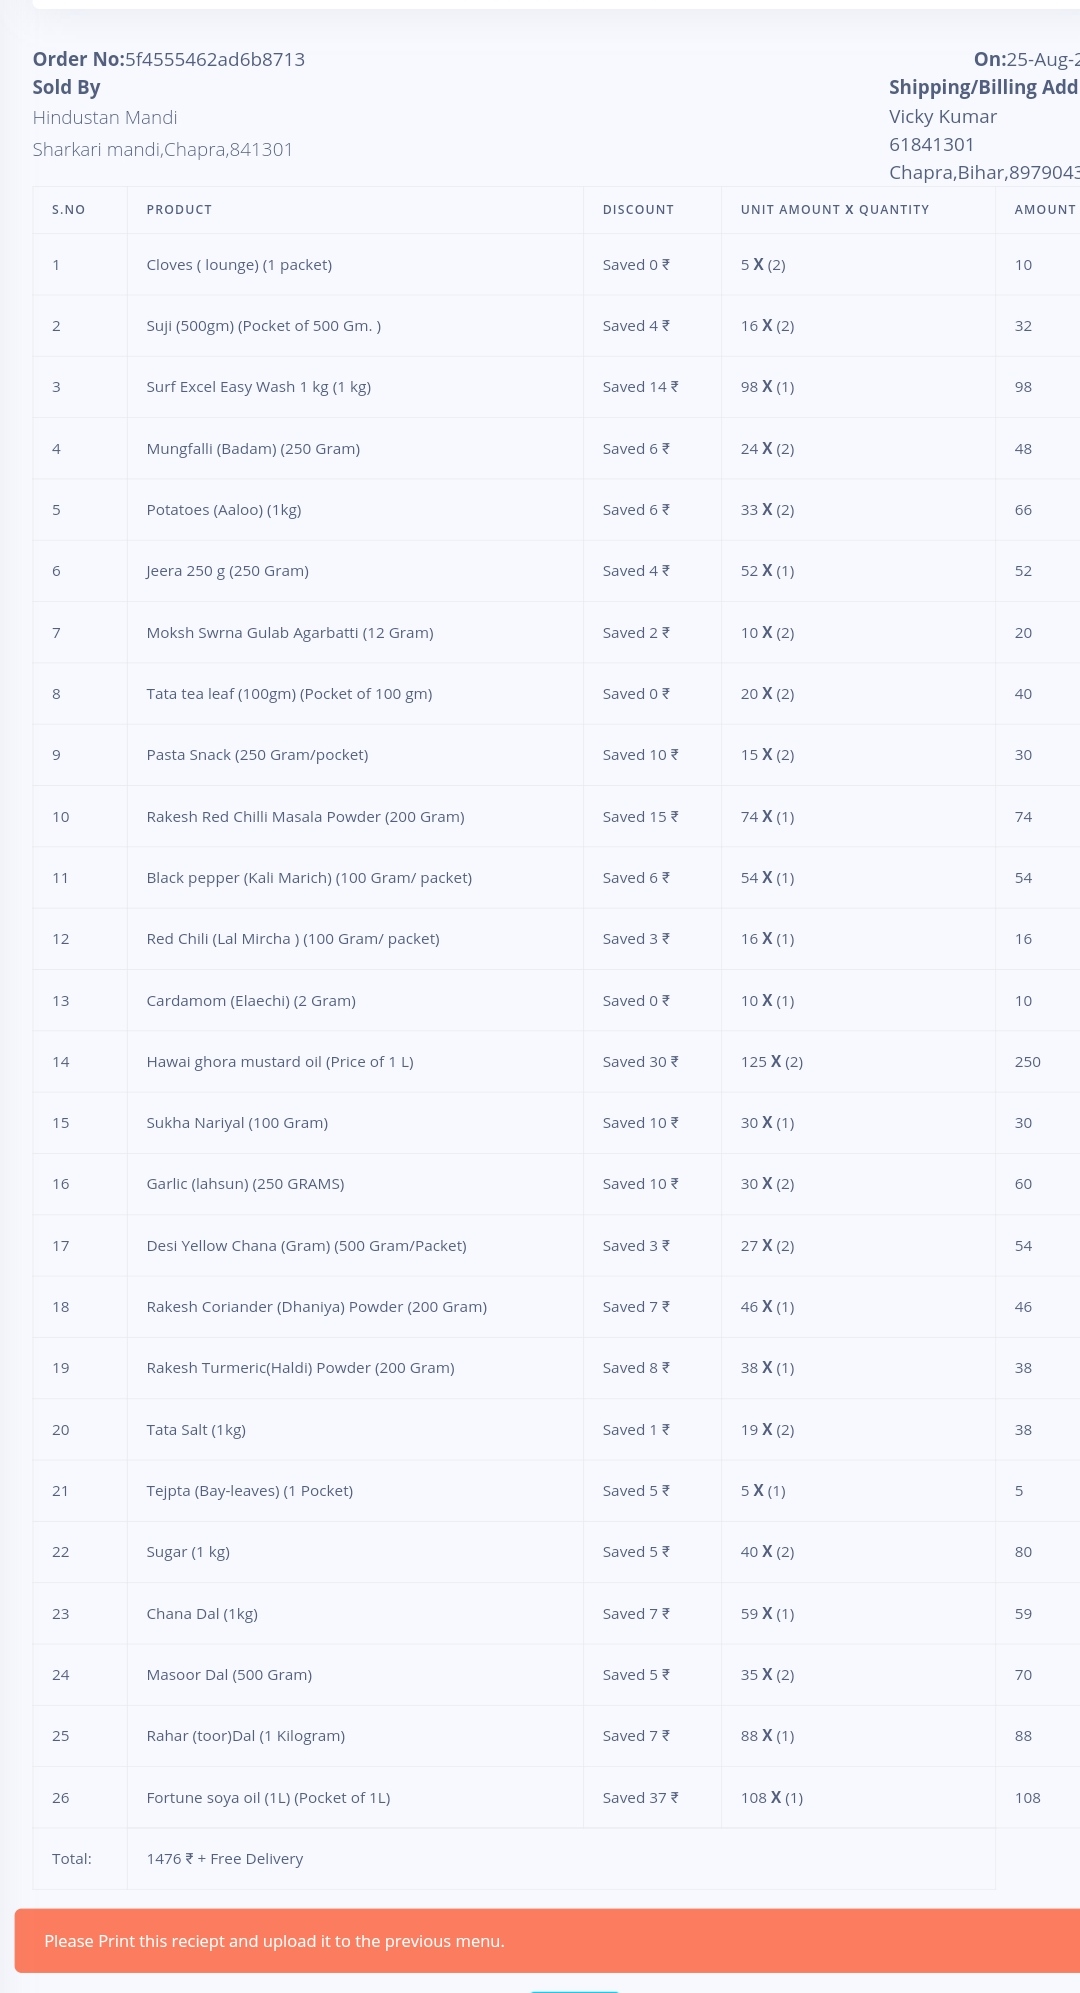 Order No:5f4555462ad6b8713 On:25-Aug-2
Sold By Shipping/Billing Add
Hindustan Mandi Vicky Kumar
Sharkari mandi,Chapra,841301 61841301
Chapra,Bihar,8979043
S.NO PRODUCT DISCOUNT UNIT AMOUNT X QUANTITY AMOUNT
1 Cloves ( lounge) (1 packet) Saved 0 ₹ 5 X (2) 10
2 Suji (500gm) (Pocket of 500 Gm. ) Saved 4 ₹ 16 X (2) 32
3 Surf Excel Easy Wash 1 kg (1 kg) Saved 14 ₹ 98 X (1) 98
4 Mungfalli (Badam) (250 Gram) Saved 6 ₹ 24 X (2) 48
5 Potatoes (Aaloo) (1kg) Saved 6 ₹ 33 X (2) 66
6 Jeera 250 g (250 Gram) Saved 4 ₹ 52 X (1) 52
7 Moksh Swrna Gulab Agarbatti (12 Gram) Saved 2 ₹ 10 X (2) 20
8 Tata tea leaf (100gm) (Pocket of 100 gm) Saved 0 ₹ 20 X (2) 40
9 Pasta Snack (250 Gram/pocket) Saved 10 ₹ 15 X (2) 30
10 Rakesh Red Chilli Masala Powder (200 Gram) Saved 15 ₹ 74 X (1) 74
11 Black pepper (Kali Marich) (100 Gram/ packet) Saved 6 ₹ 54 X (1) 54
12 Red Chili (Lal Mircha ) (100 Gram/ packet) Saved 3 ₹ 16 X (1) 16
13 Cardamom (Elaechi) (2 Gram) Saved 0 ₹ 10 X (1) 10
14 Hawai ghora mustard oil (Price of 1 L) Saved 30 ₹ 125 X (2) 250
15 Sukha Nariyal (100 Gram) Saved 10 ₹ 30 X (1) 30
16 Garlic (lahsun) (250 GRAMS) Saved 10 ₹ 30 X (2) 60
17 Desi Yellow Chana (Gram) (500 Gram/Packet) Saved 3 ₹ 27 X (2) 54
18 Rakesh Coriander (Dhaniya) Powder (200 Gram) Saved 7 ₹ 46 X (1) 46
19 Rakesh Turmeric(Haldi) Powder (200 Gram) Saved 8 ₹ 38 X (1) 38
20 Tata Salt (1kg) Saved 1 ₹ 19 X (2) 38
21 Tejpta (Bay-leaves) (1 Pocket) Saved 5 ₹ 5 X (1) 5
22 Sugar (1 kg) Saved 5 ₹ 40 X (2) 80
23 Chana Dal (1kg) Saved 7 ₹ 59 X (1) 59
24 Masoor Dal (500 Gram) Saved 5 ₹ 35 X (2) 70
25 Rahar (toor)Dal (1 Kilogram) Saved 7 ₹ 88 X (1) 88
26 Fortune soya oil (1L) (Pocket of 1L) Saved 37 ₹ 108 X (1) 108
Total: 1476 ₹ + Free Delivery
Please Print this reciept and upload it to the previous menu.